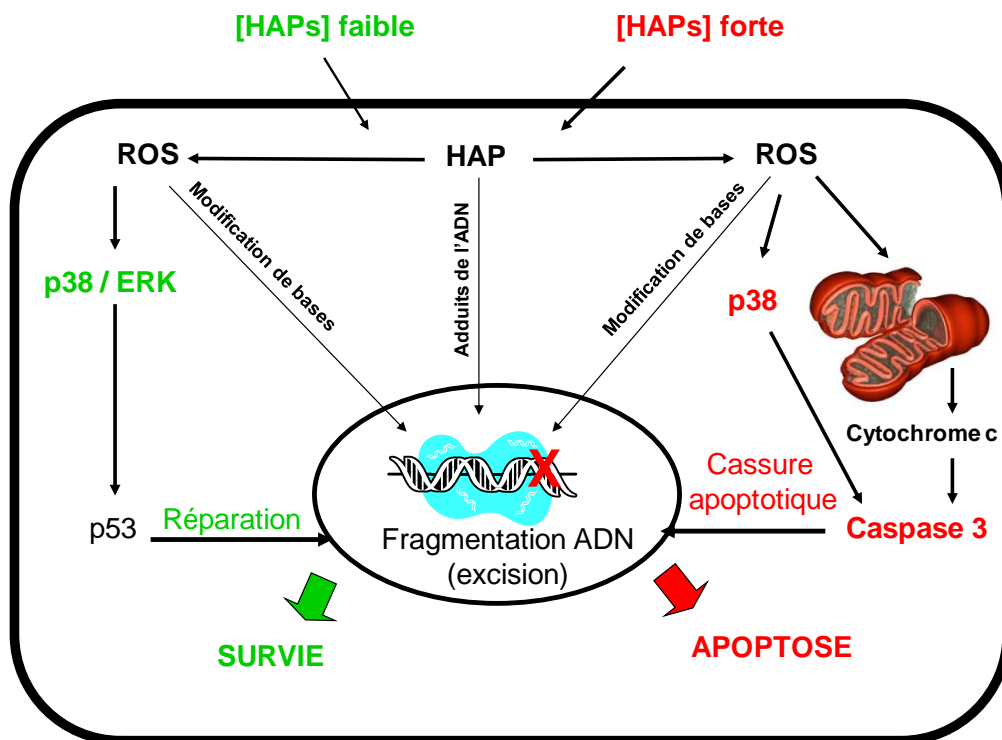 [HAPs] faible
[HAPs] forte
ROS
HAP
ROS
Modification de bases
Adduits de l'ADN
Modification de bases
p38 / ERK
p38
Cytochrome c
Cassure
apoptotique
p53
Réparation
Caspase 3
X
Fragmentation ADN
(excision)
SURVIE
APOPTOSE